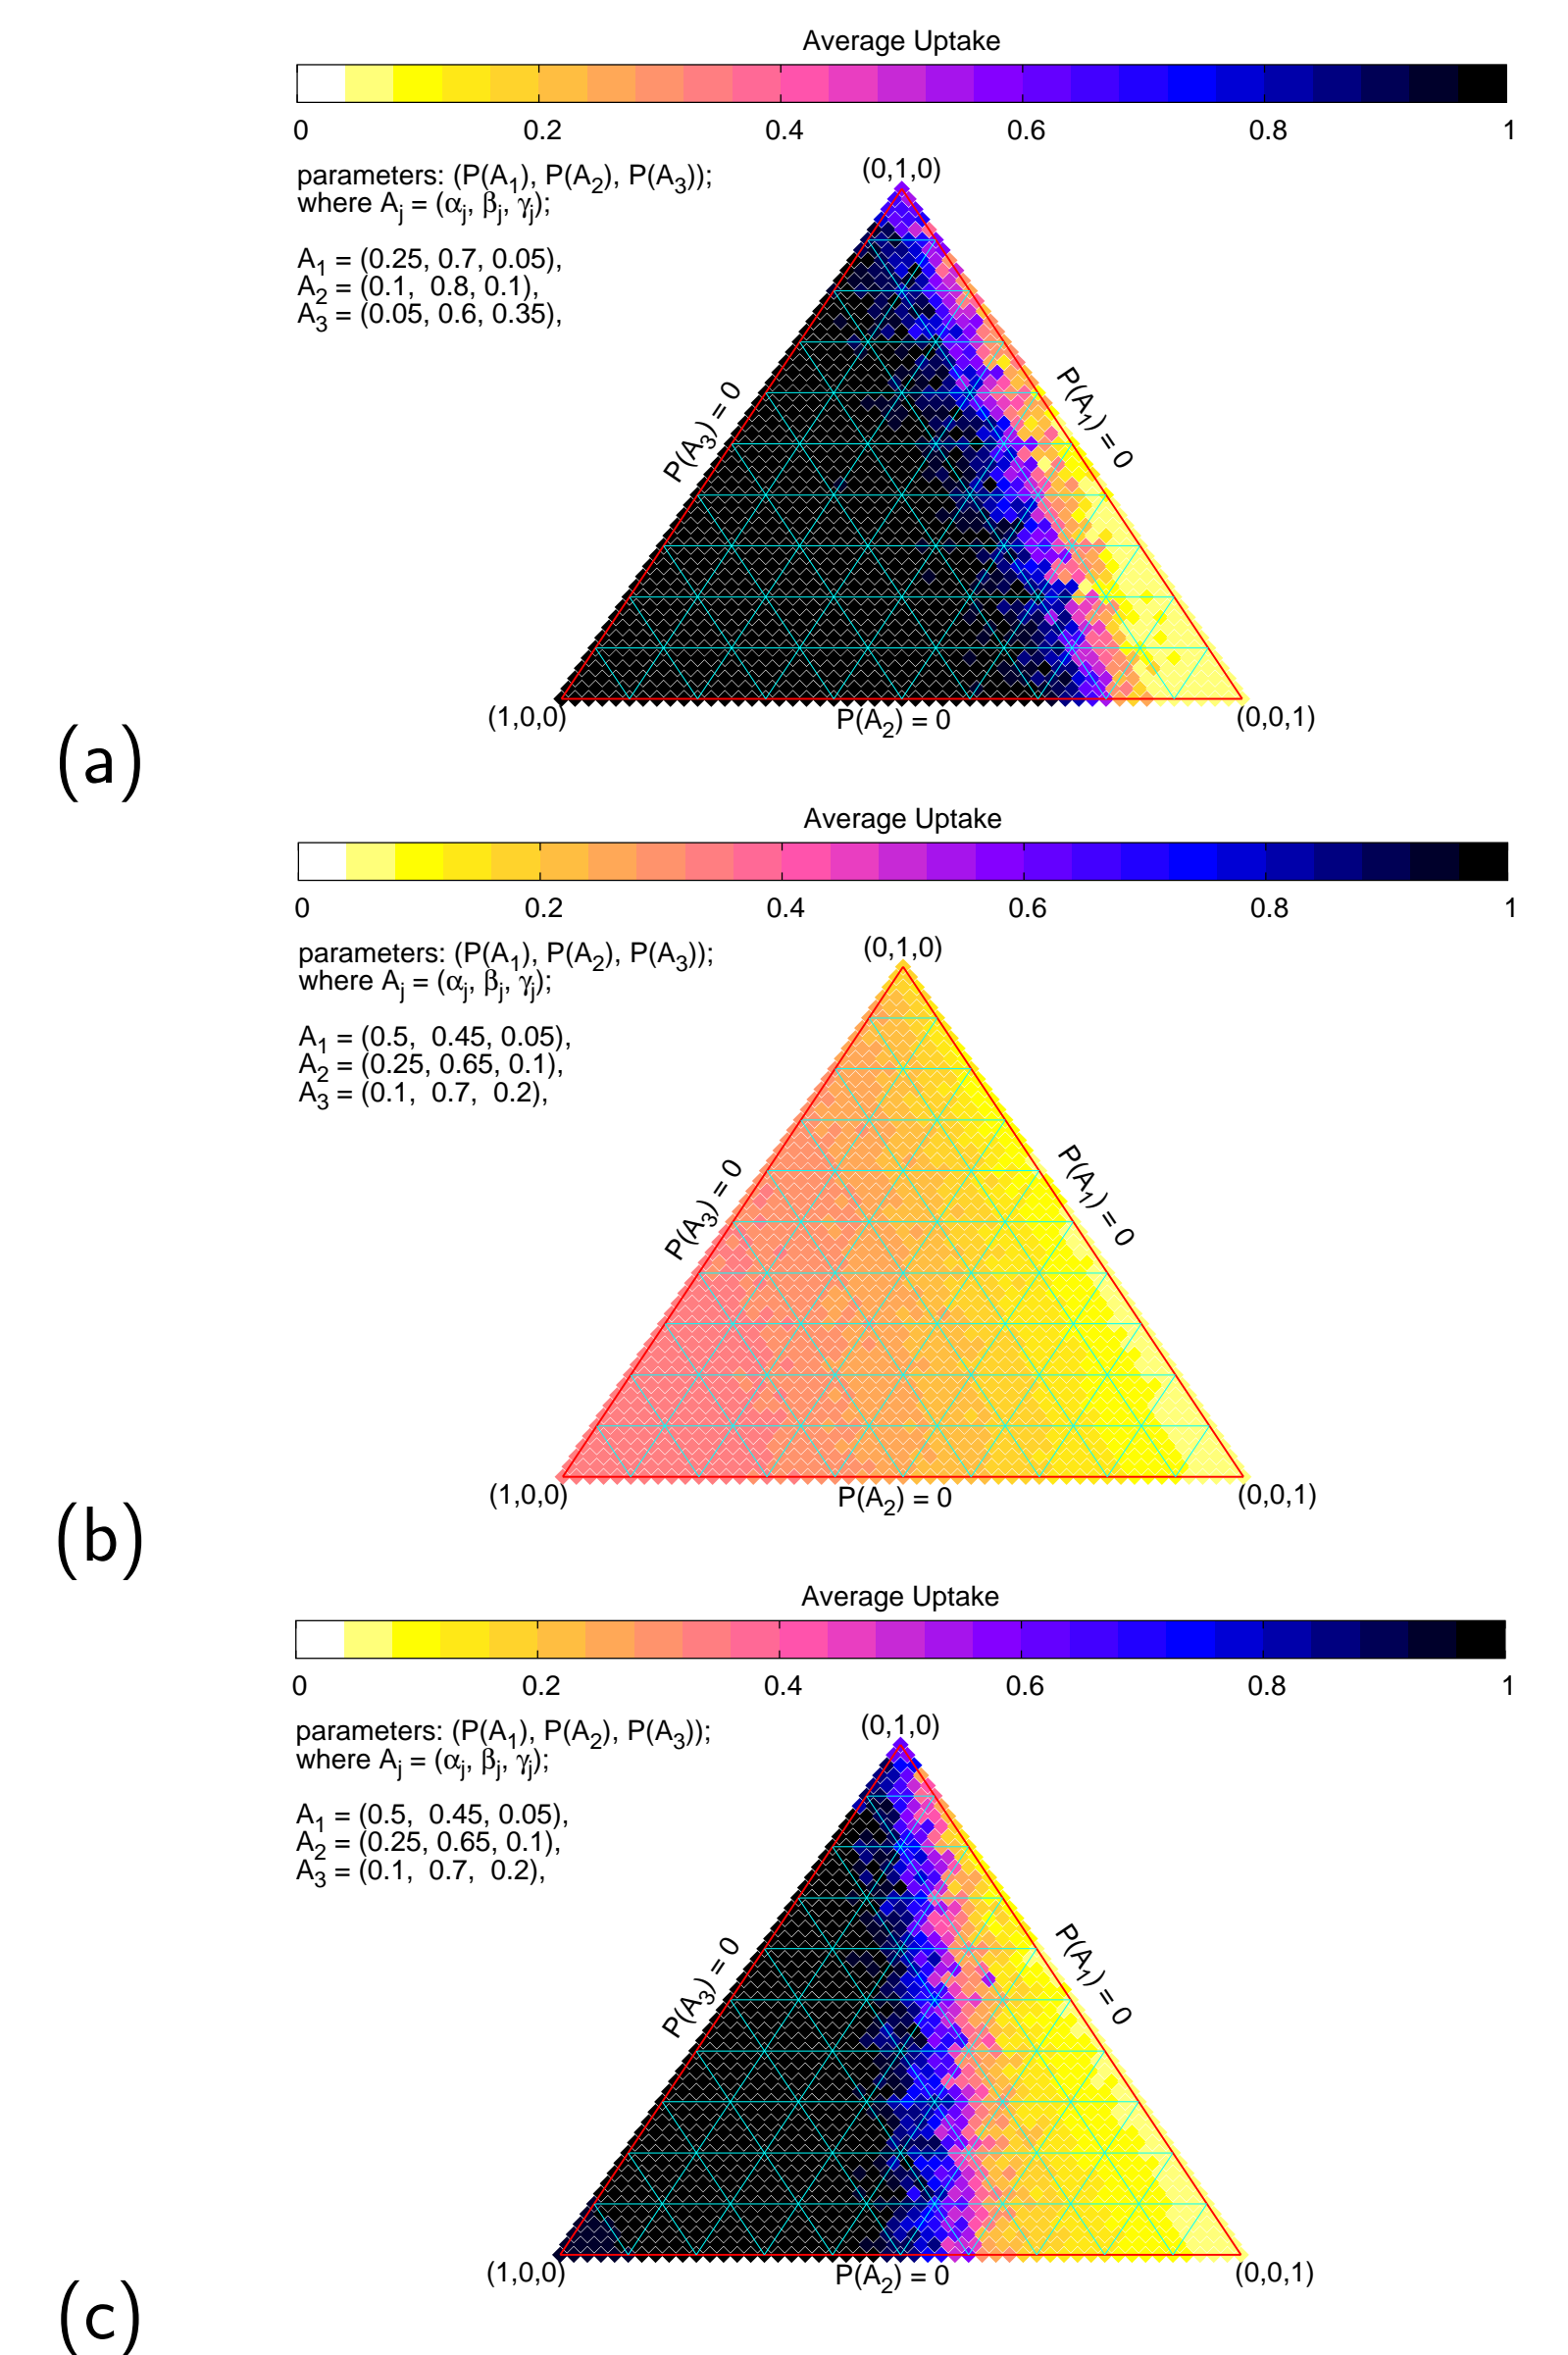 Average Uptake
0 0.2 0.4 0.6 0.8 1
parameters: (P(A₁), P(A₂), P(A₃));
where Aⱼ = (αⱼ, βⱼ, γⱼ);
A₁ = (0.25, 0.7, 0.05),
A₂ = (0.1, 0.8, 0.1),
A₃ = (0.05, 0.6, 0.35),
(0,1,0)
P(A₃) = 0
P(A₁) = 0
(1,0,0)
P(A₂) = 0
(0,0,1)
(a)
Average Uptake
0 0.2 0.4 0.6 0.8 1
parameters: (P(A₁), P(A₂), P(A₃));
where Aⱼ = (αⱼ, βⱼ, γⱼ);
A₁ = (0.5, 0.45, 0.05),
A₂ = (0.25, 0.65, 0.1),
A₃ = (0.1, 0.7, 0.2),
(0,1,0)
P(A₃) = 0
P(A₁) = 0
(1,0,0)
P(A₂) = 0
(0,0,1)
(b)
Average Uptake
0 0.2 0.4 0.6 0.8 1
parameters: (P(A₁), P(A₂), P(A₃));
where Aⱼ = (αⱼ, βⱼ, γⱼ);
A₁ = (0.5, 0.45, 0.05),
A₂ = (0.25, 0.65, 0.1),
A₃ = (0.1, 0.7, 0.2),
(0,1,0)
P(A₃) = 0
P(A₁) = 0
(1,0,0)
P(A₂) = 0
(0,0,1)
(c)